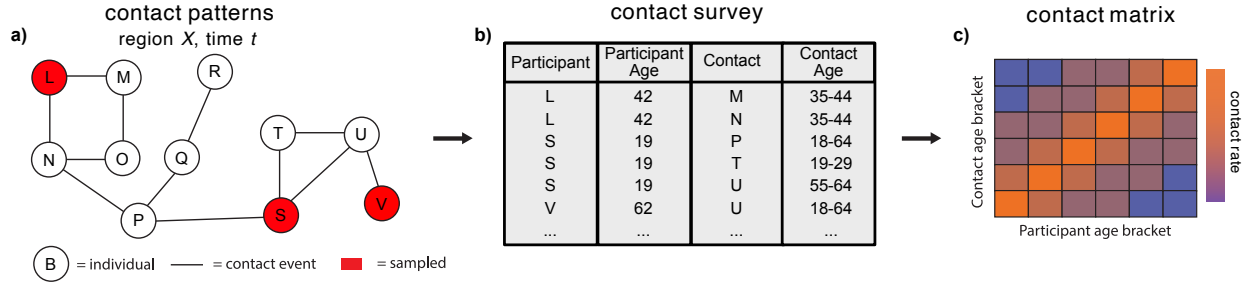 contact patterns
region X, time t
a)
L
M
R
N
O
Q
T
U
P
S
V
B = individual
= contact event
= sampled
contact survey
b)
Participant Participant Age Contact Contact Age
L 42 M 35-44
L 42 N 35-44
S 19 P 18-64
S 19 T 19-29
S 19 U 55-64
V 62 U 18-64
... ... ... ...
contact matrix
c)
Contact age bracket
Participant age bracket
contact rate